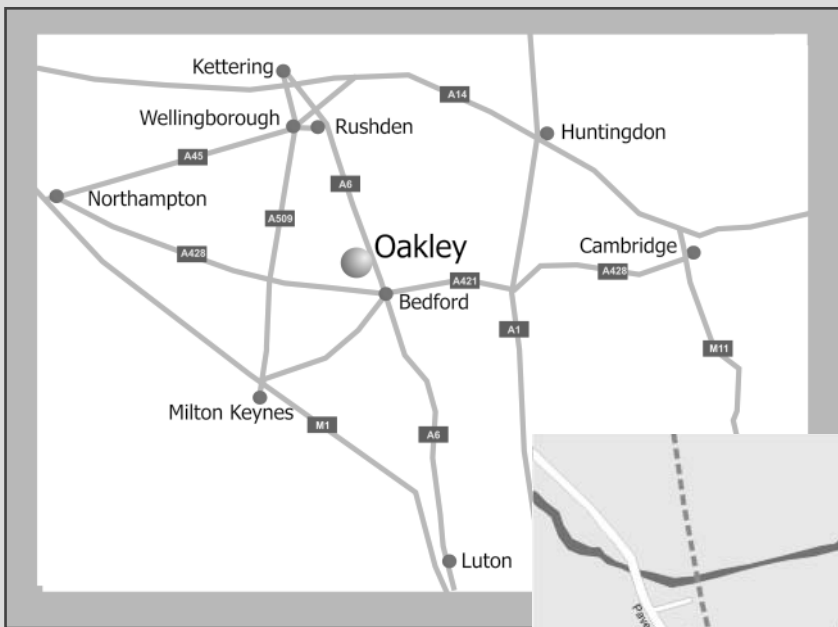 Kettering
A14
Wellingborough
Rushden
Huntingdon
A45
A6
Northampton
A509
Oakley
Cambridge
A428
A421
A428
Bedford
A1
M11
Milton Keynes
M1
A6
Luton